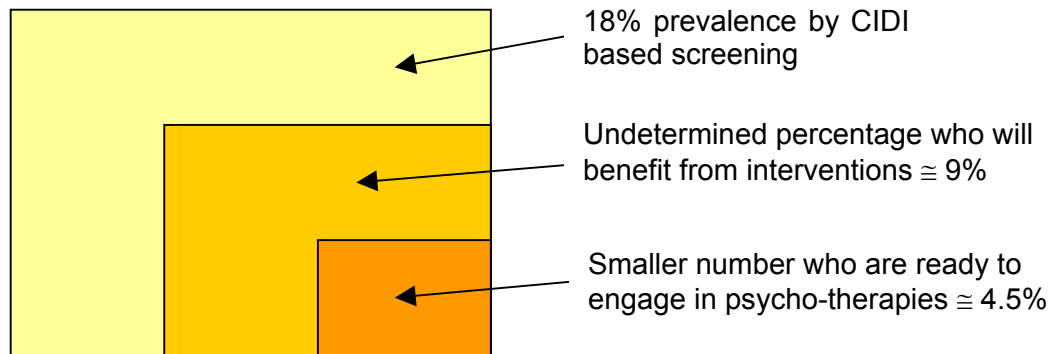 18% prevalence by CIDI
based screening
Undetermined percentage who will
benefit from interventions ≅ 9%
Smaller number who are ready to
engage in psycho-therapies ≅ 4.5%